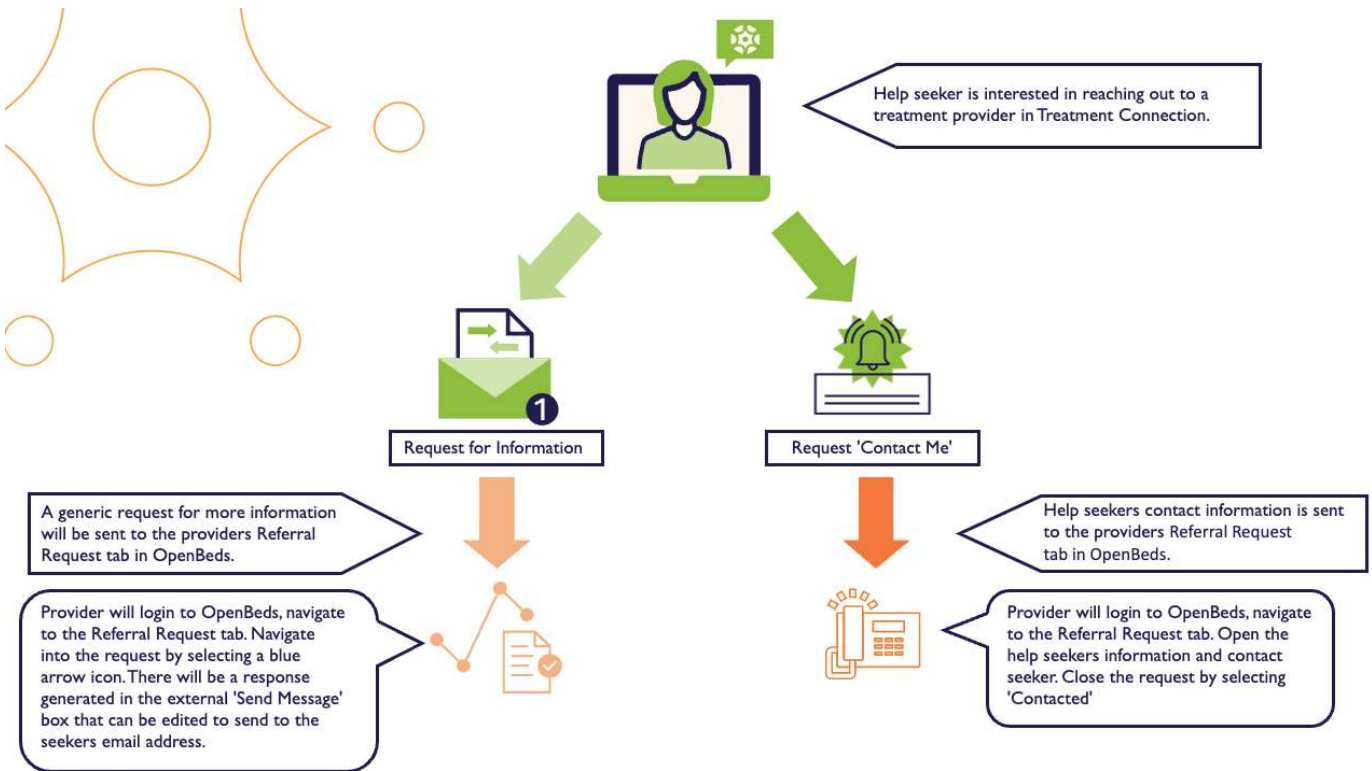 Help seeker is interested in reaching out to a
treatment provider in Treatment Connection.
1
Request for Information
Request 'Contact Me'
A generic request for more information
will be sent to the providers Referral
Request tab in OpenBeds.
Help seekers contact information is sent
to the providers Referral Request
tab in OpenBeds.
Provider will login to OpenBeds, navigate
to the Referral Request tab. Navigate
into the request by selecting a blue
arrow icon. There will be a response
generated in the external 'Send Message'
box that can be edited to send to the
seekers email address.
Provider will login to OpenBeds, navigate
to the Referral Request tab. Open the
help seekers information and contact
seeker. Close the request by selecting
'Contacted'